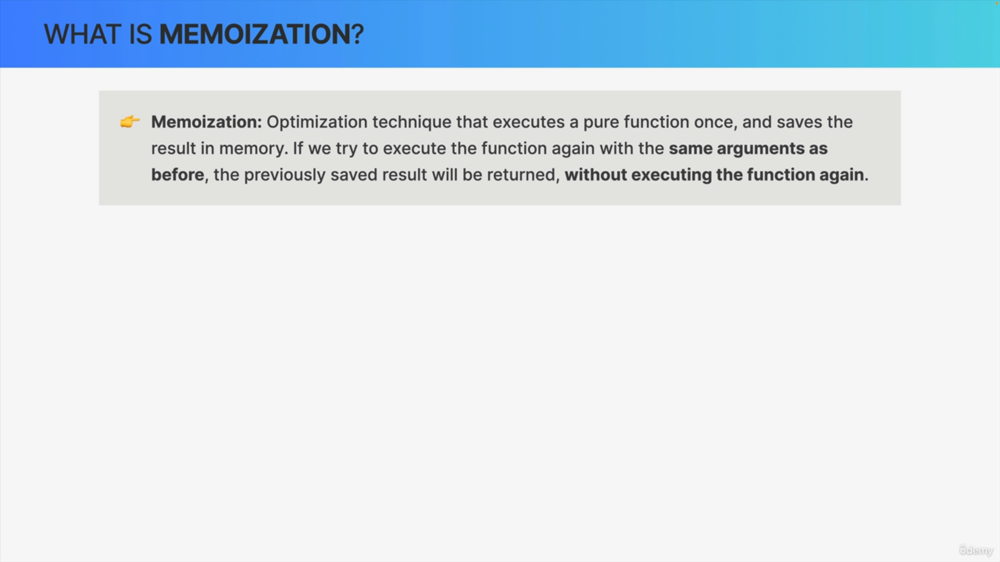 WHAT IS MEMOIZATION?
👉 Memoization: Optimization technique that executes a pure function once, and saves the
result in memory. If we try to execute the function again with the same arguments as
before, the previously saved result will be returned, without executing the function again.
ûdemy